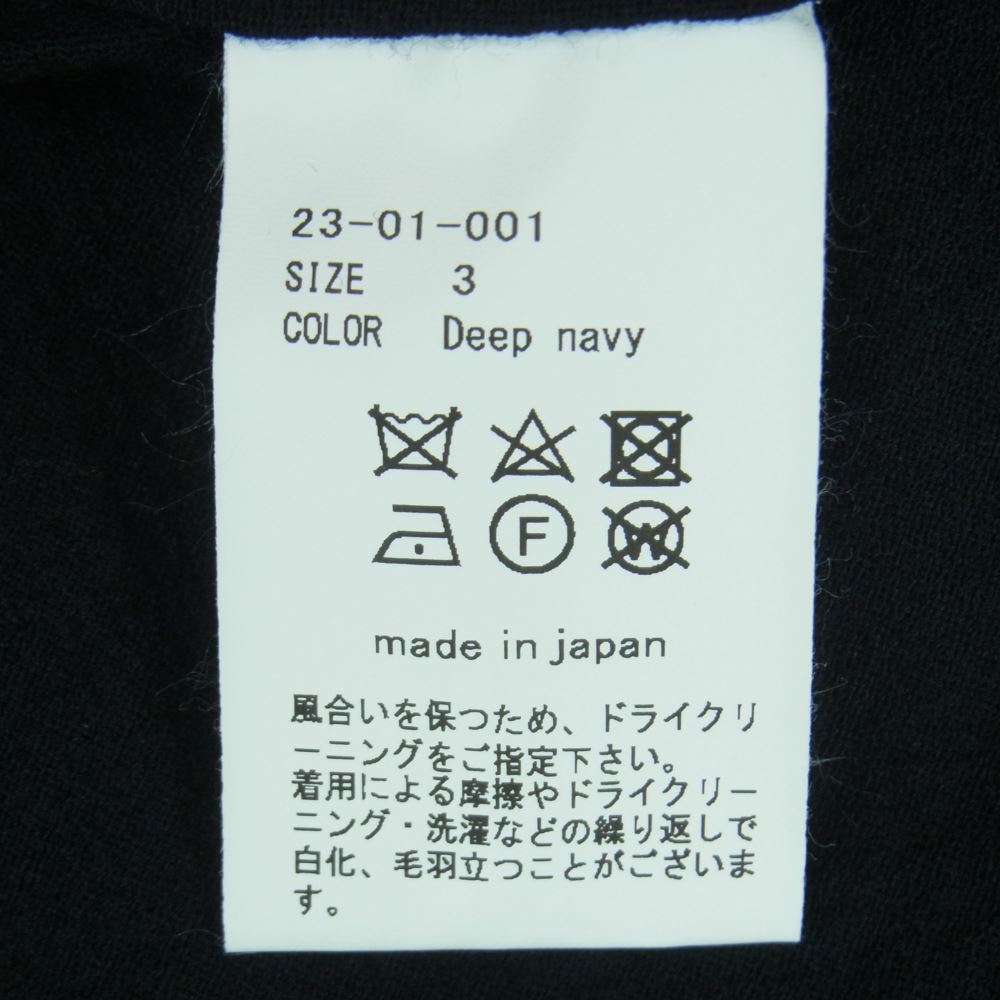 23-01-001
SIZE 3
COLOR Deep navy
F
W
made in japan
風合いを保つため、ドライクリ
ーニングをご指定下さい。
着用による摩擦やドライクリー
ニング・洗濯などの繰り返しで
白化、毛羽立つことがございま
す。